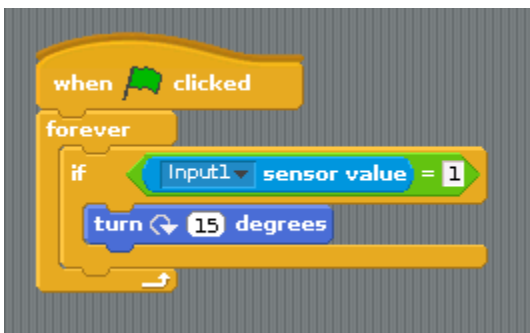 when clicked
forever
if Input1 sensor value = 1
turn 15 degrees